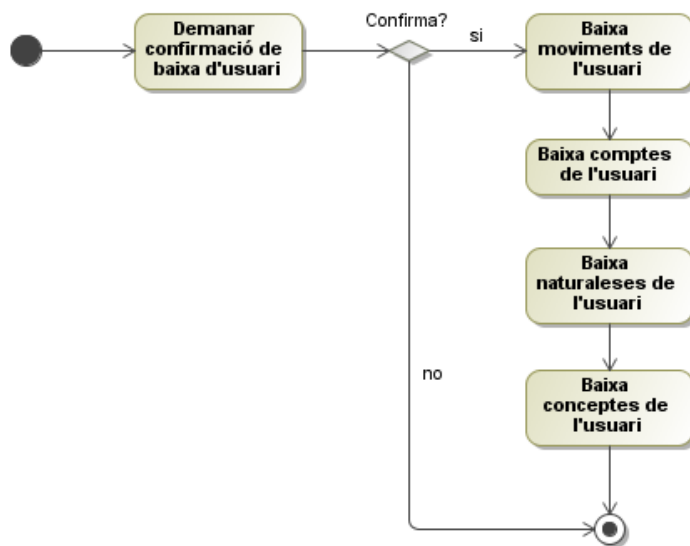 Demanar
confirmació de
baixa d'usuari
Confirma?
si
Baixa
moviments de
l'usuari
Baixa comptes
de l'usuari
Baixa
naturaleses de
l'usuari
no
Baixa
conceptes de
l'usuari